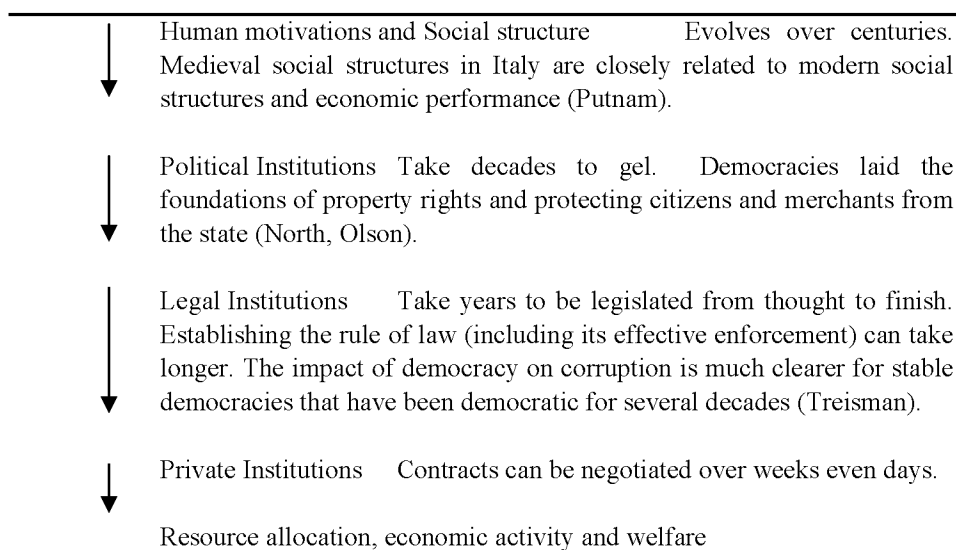 Human motivations and Social structure Evolves over centuries.
Medieval social structures in Italy are closely related to modern social
structures and economic performance (Putnam).
Political Institutions Take decades to gel. Democracies laid the
foundations of property rights and protecting citizens and merchants from
the state (North, Olson).
Legal Institutions Take years to be legislated from thought to finish.
Establishing the rule of law (including its effective enforcement) can take
longer. The impact of democracy on corruption is much clearer for stable
democracies that have been democratic for several decades (Treisman).
Private Institutions Contracts can be negotiated over weeks even days.
Resource allocation, economic activity and welfare